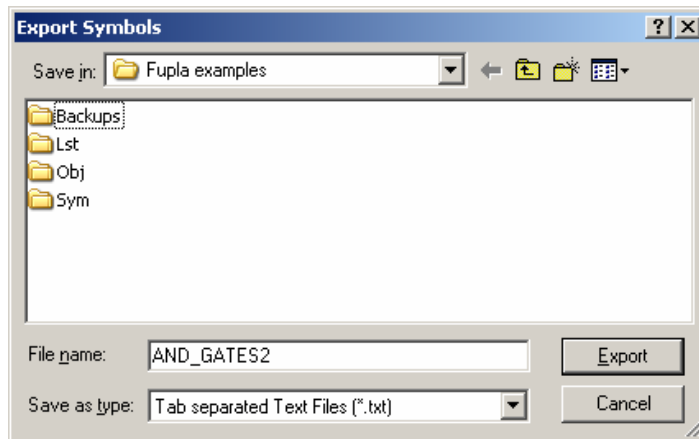 Export Symbols
Save in: Fupla examples
Backups
Lst
Obj
Sym
File name: AND_GATES2 Export
Save as type: Tab separated Text Files (*.txt) Cancel